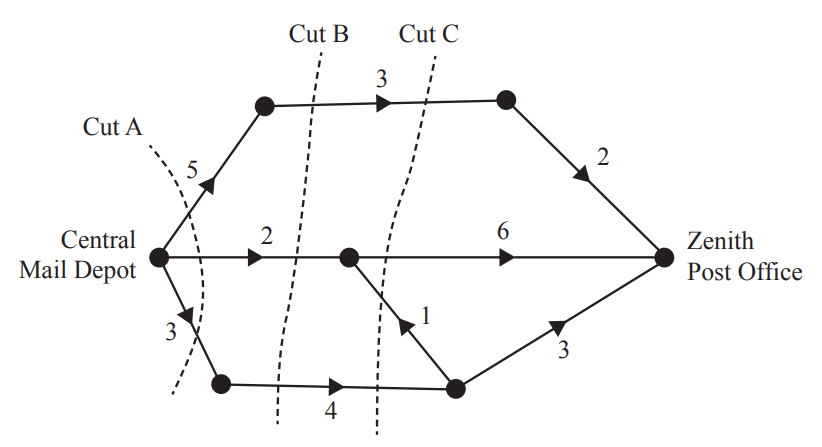 Cut B
Cut C
3
Cut A
5
2
Central
Mail Depot
2
6
Zenith
Post Office
3
1
3
4